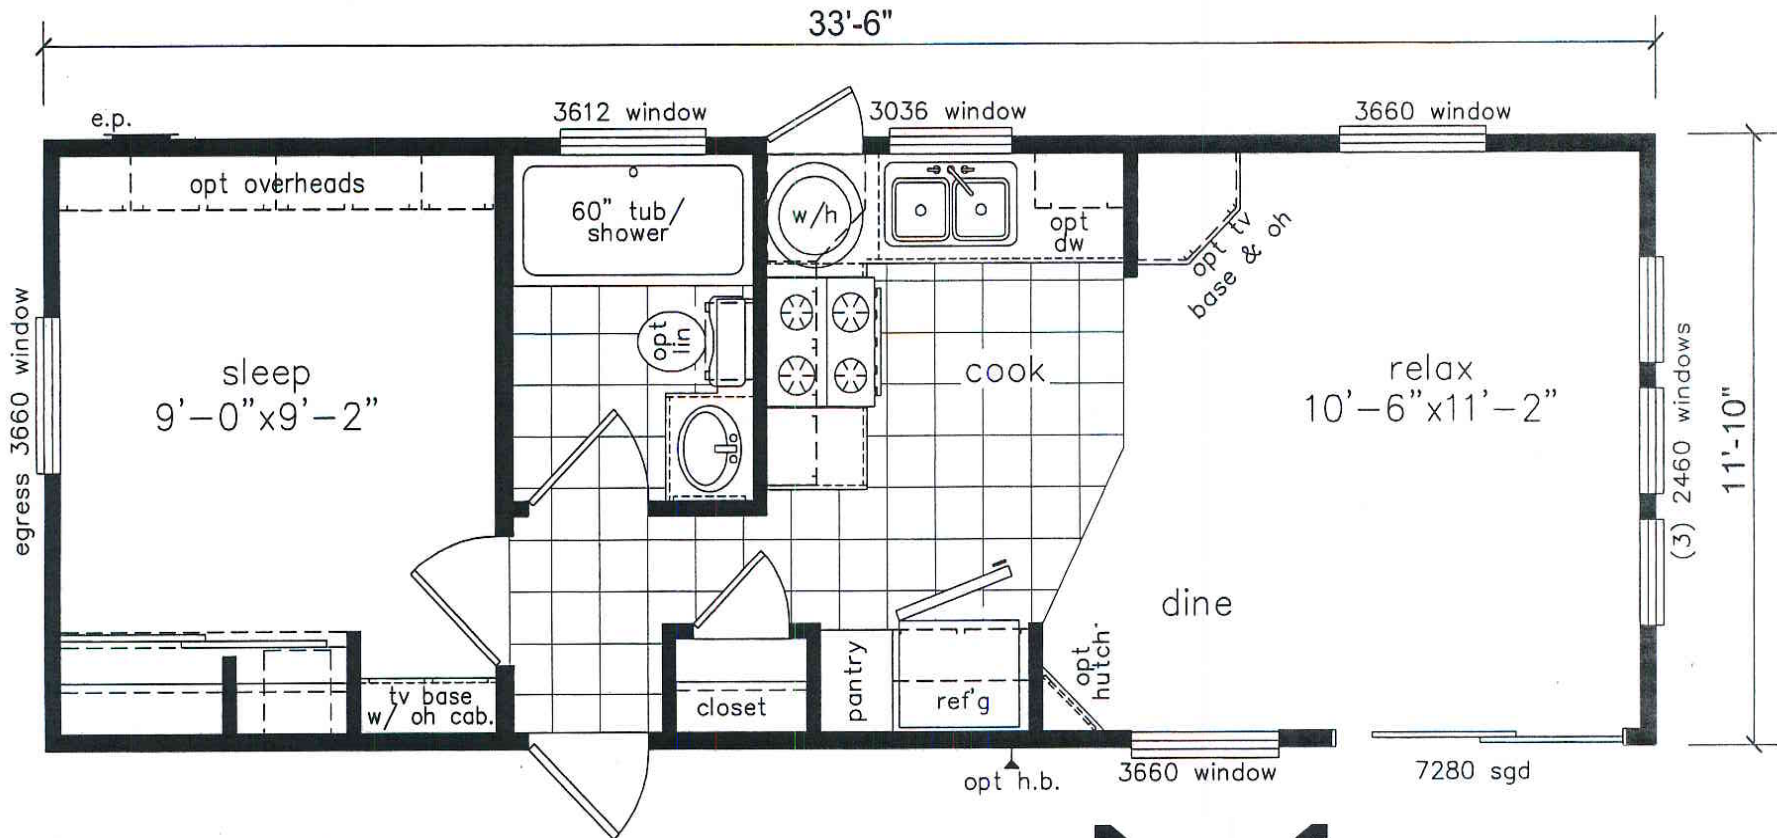 33'-6"
e.p.
3612 window
3036 window
3660 window
opt overheads
60" tub/
shower
w/h
opt
dw
opt tv
base & oh
egress 3660 window
sleep
9'-0"x9'-2"
opt
lin
cook
relax
10'-6"x11'-2"
(3) 2460 windows
11'-10"
dine
tv base
w/ oh cab.
closet
pantry
ref'g
opt
hutch
opt h.b.
3660 window
7280 sgd